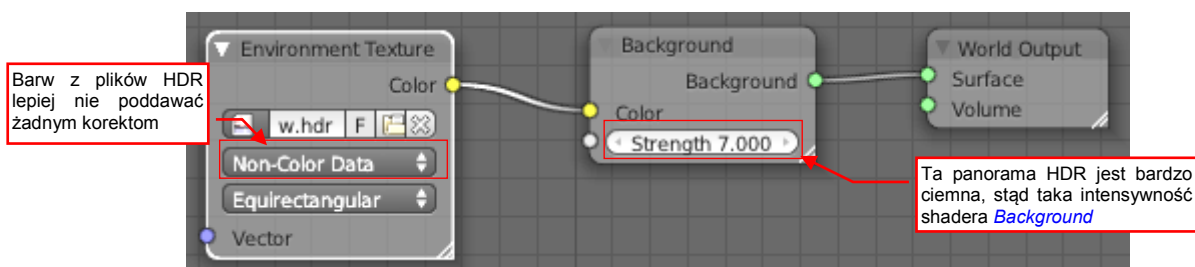 Barw z plików HDR
lepiej nie poddawać
żadnym korektom
Environment Texture
Color
w.hdr F
Non-Color Data
Equirectangular
Vector
Background
Background
Color
Strength 7.000
World Output
Surface
Volume
Ta panorama HDR jest bardzo
ciemna, stąd taka intensywność
shadera Background